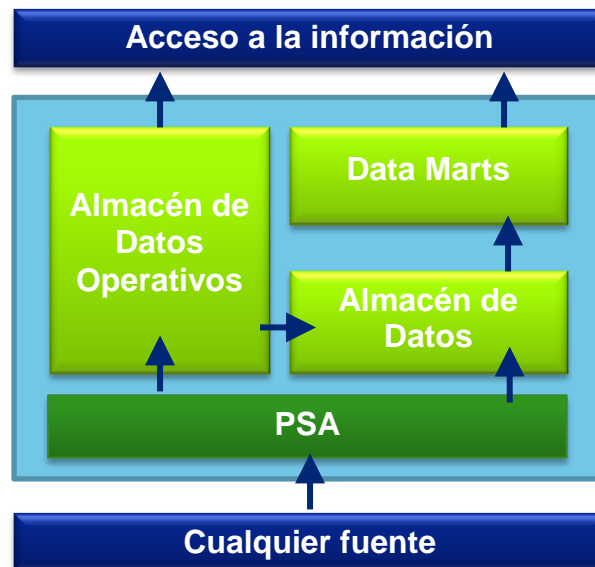 Acceso a la información
Almacén de
Datos
Operativos
Data Marts
Almacén de
Datos
PSA
Cualquier fuente